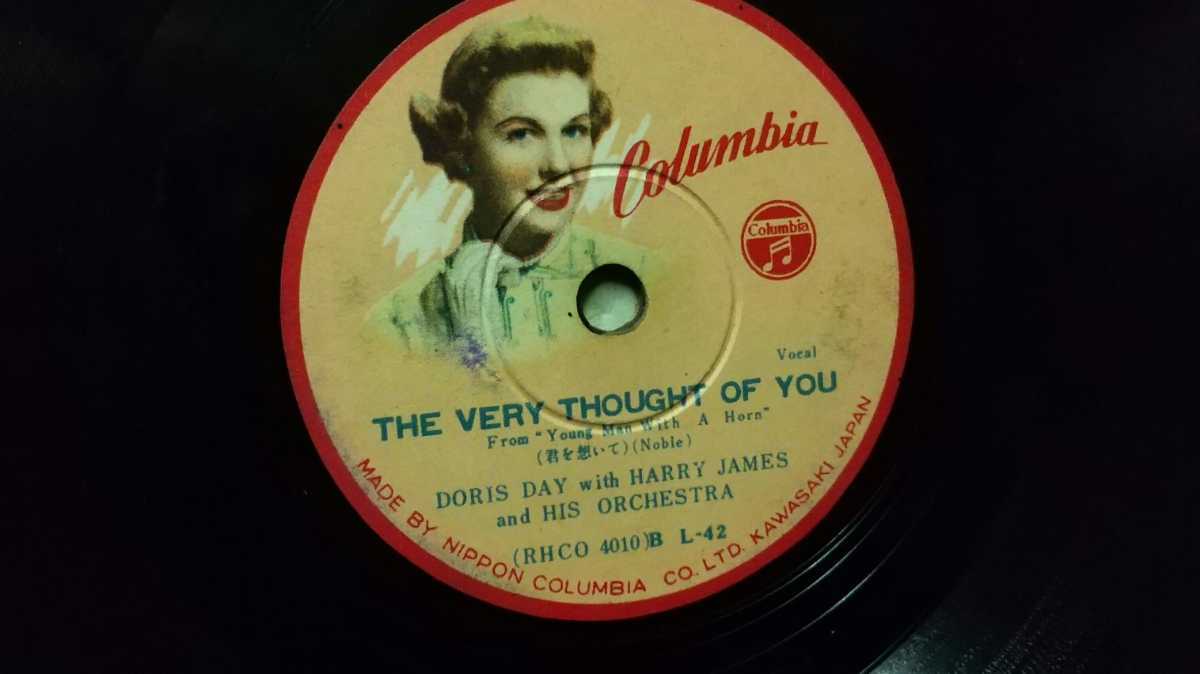 Columbia
Columbia
Vocal
THE VERY THOUGHT OF YOU
From "Young Man With A Horn"
(君を想いて)(Noble)
DORIS DAY with HARRY JAMES
and HIS ORCHESTRA
(RHCO 4010)B L-42
MADE BY NIPPON COLUMBIA CO., LTD. KAWASAKI JAPAN